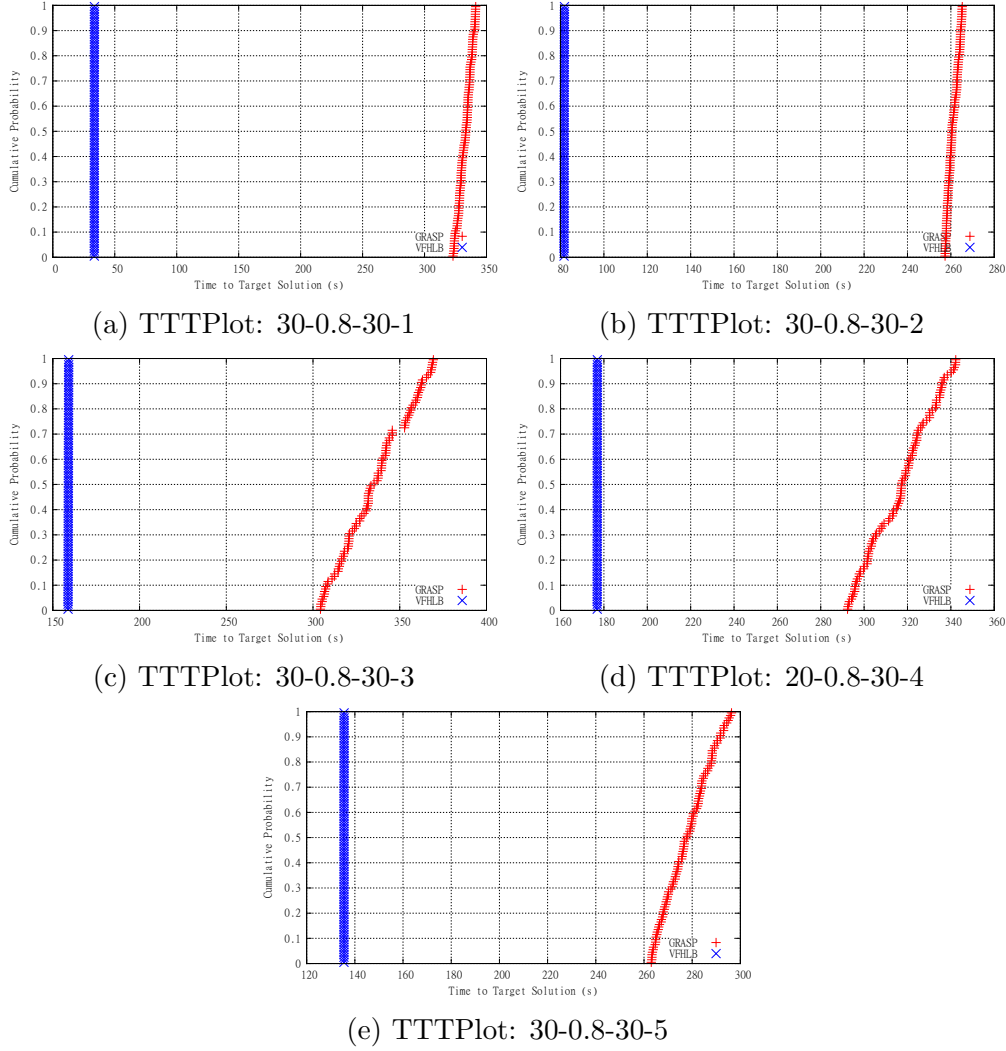 1
0.9
0.8
0.7
0.6
0.5
0.4
0.3
0.2
0.1
0
Cumulative Probability
GRASP
VFHLB
0 50 100 150 200 250 300 350
Time to Target Solution (s)
(a) TTTPlot: 30-0.8-30-1
1
0.9
0.8
0.7
0.6
0.5
0.4
0.3
0.2
0.1
0
Cumulative Probability
GRASP
VFHLB
80 100 120 140 160 180 200 220 240 260 280
Time to Target Solution (s)
(b) TTTPlot: 30-0.8-30-2
1
0.9
0.8
0.7
0.6
0.5
0.4
0.3
0.2
0.1
0
Cumulative Probability
GRASP
VFHLB
150 200 250 300 350 400
Time to Target Solution (s)
(c) TTTPlot: 30-0.8-30-3
1
0.9
0.8
0.7
0.6
0.5
0.4
0.3
0.2
0.1
0
Cumulative Probability
GRASP
VFHLB
160 180 200 220 240 260 280 300 320 340 360
Time to Target Solution (s)
(d) TTTPlot: 20-0.8-30-4
1
0.9
0.8
0.7
0.6
0.5
0.4
0.3
0.2
0.1
0
Cumulative Probability
GRASP
VFHLB
120 140 160 180 200 220 240 260 280 300
Time to Target Solution (s)
(e) TTTPlot: 30-0.8-30-5